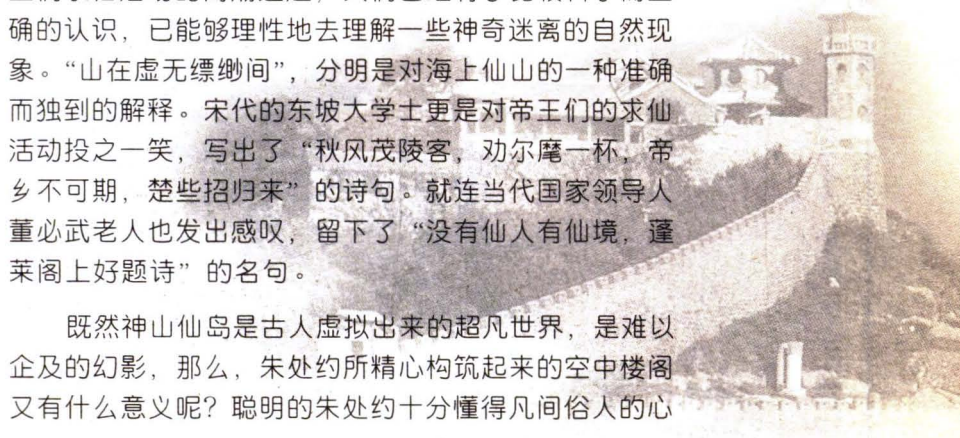 确的认识，已能够理性地去理解一些神奇迷离的自然现
象。“山在虚无缥缈间”，分明是对海上仙山的一种准确
而独到的解释。宋代的东坡大学士更是对帝王们的求仙
活动投之一笑，写出了“秋风茂陵客，劝尔麾一杯，帝
乡不可期，楚些招归来”的诗句。就连当代国家领导人
董必武老人也发出感叹，留下了“没有仙人有仙境，蓬
莱阁上好题诗”的名句。
既然神山仙岛是古人虚拟出来的超凡世界，是难以
企及的幻影，那么，朱处约所精心构筑起来的空中楼阁
又有什么意义呢？聪明的朱处约十分懂得凡间俗人的心